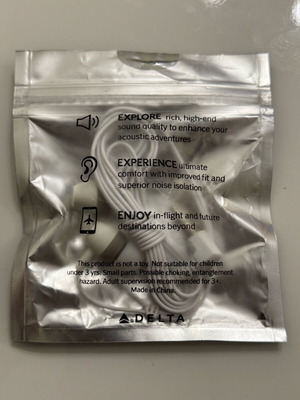 EXPLORE rich, high-end
sound quality to enhance your
acoustic adventures
EXPERIENCE ultimate
comfort with improved fit and
superior noise isolation
ENJOY in-flight and future
destinations beyond
This product is not a toy. Not suitable for children
under 3 yrs. Small parts. Possible choking, entanglement
hazard. Adult supervision recommended for 3+.
Made in China.
DELTA